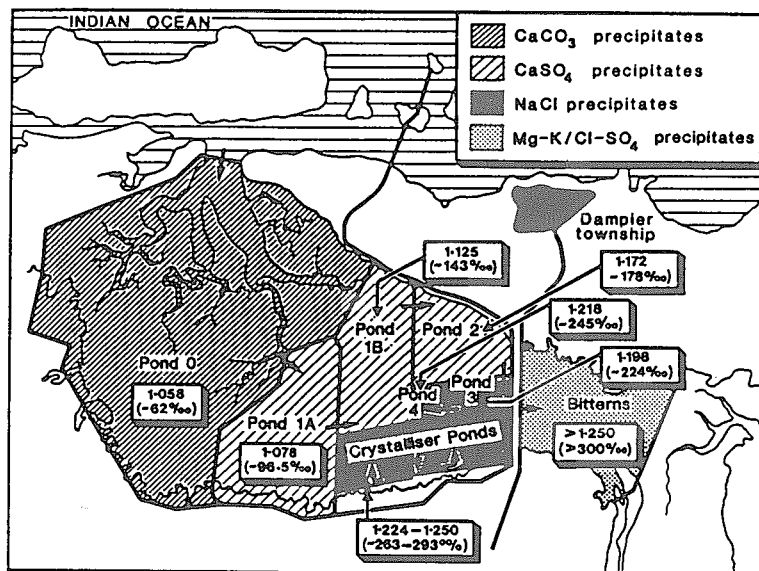 INDIAN OCEAN
CaCO₃ precipitates
CaSO₄ precipitates
NaCl precipitates
Mg-K/Cl-SO₄ precipitates
Dampier
township
1·125
(~143‰)
1·172
~178‰
1·218
(~245‰)
1·198
(~224‰)
Pond 1B
Pond 2
Pond 0
1·058
(~62‰)
Pond 4
Pond 3
Bitterns
≥1·250
(≥300‰)
Pond 1A
1·078
(~96·5‰)
Crystaliser Ponds
1·224–1·250
(~263–293‰)